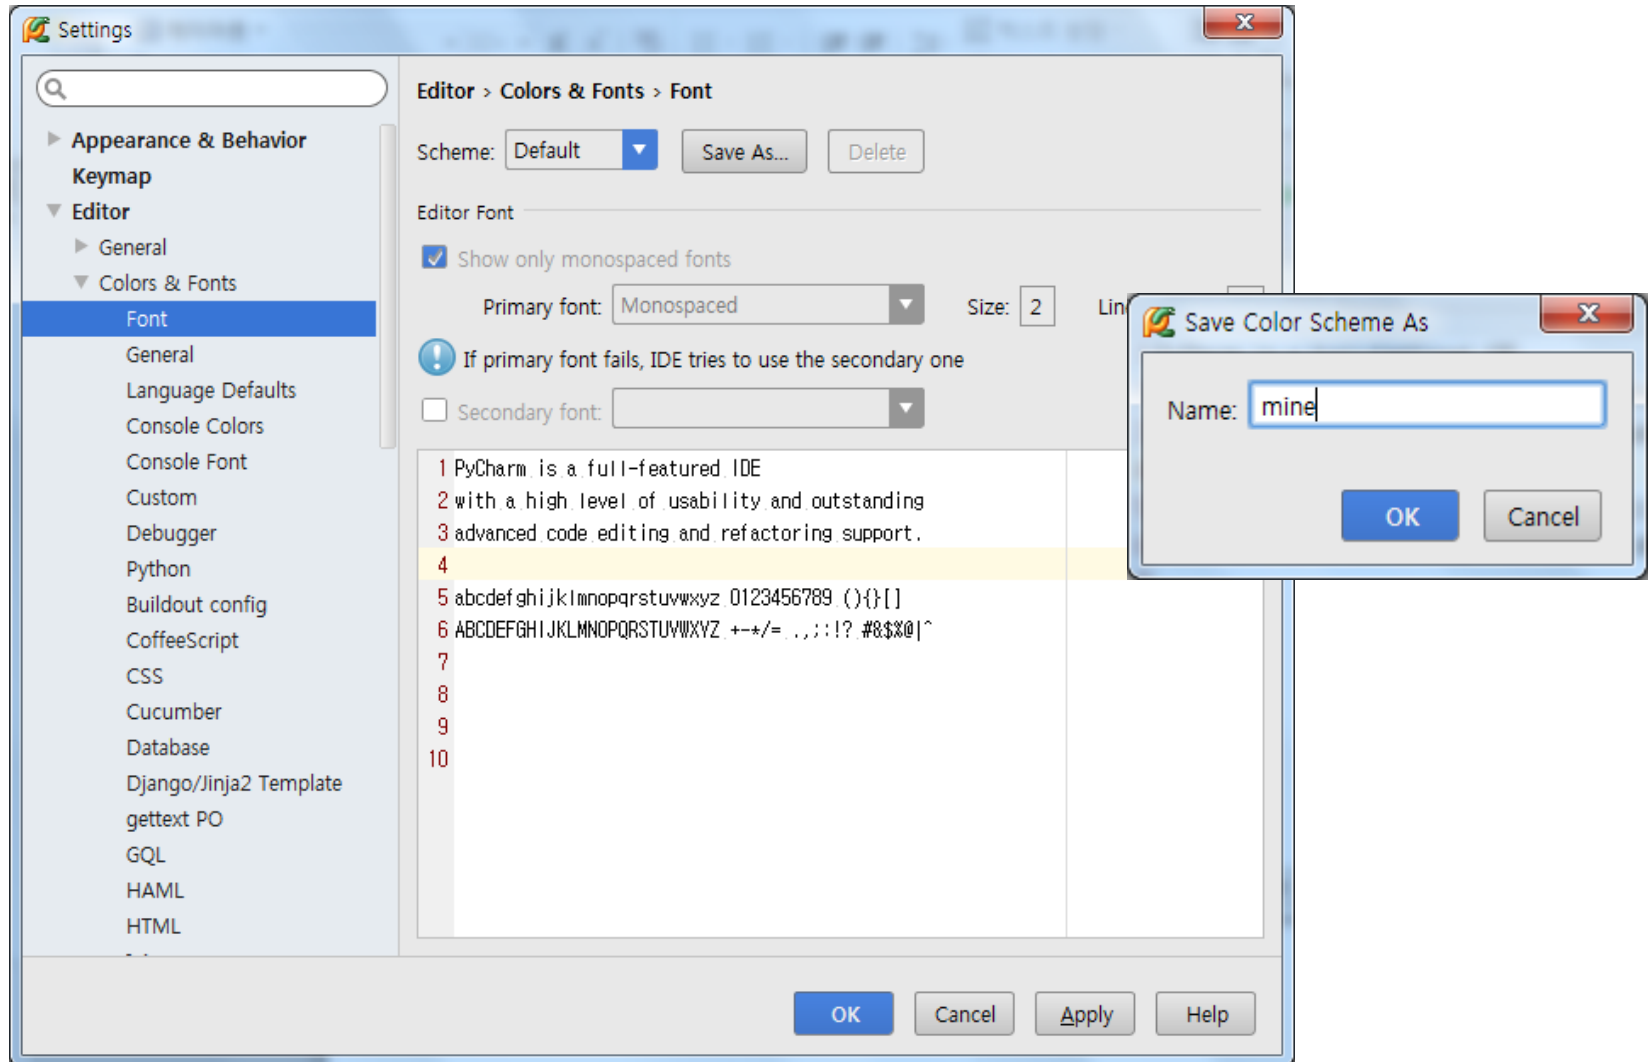 Settings
Editor > Colors & Fonts > Font
Appearance & Behavior
Keymap
Editor
General
Colors & Fonts
Font
General
Language Defaults
Console Colors
Console Font
Custom
Debugger
Python
Buildout config
CoffeeScript
CSS
Cucumber
Database
Django/Jinja2 Template
gettext PO
GQL
HAML
HTML
Scheme: Default Save As... Delete
Editor Font
Show only monospaced fonts
Primary font: Monospaced Size: 2
If primary font fails, IDE tries to use the secondary one
Secondary font:
1 PyCharm is a full-featured IDE
2 with a high level of usability and outstanding
3 advanced code editing and refactoring support.
4
5 abcdefghijklmnopqrstuvwxyz 0123456789 (){}[]
6 ABCDEFGHIJKLMNOPQRSTUVWXYZ +-*/= .,;:!? #&$%@|^
7
8
9
10
OK Cancel Apply Help
Save Color Scheme As
Name: mine
OK Cancel